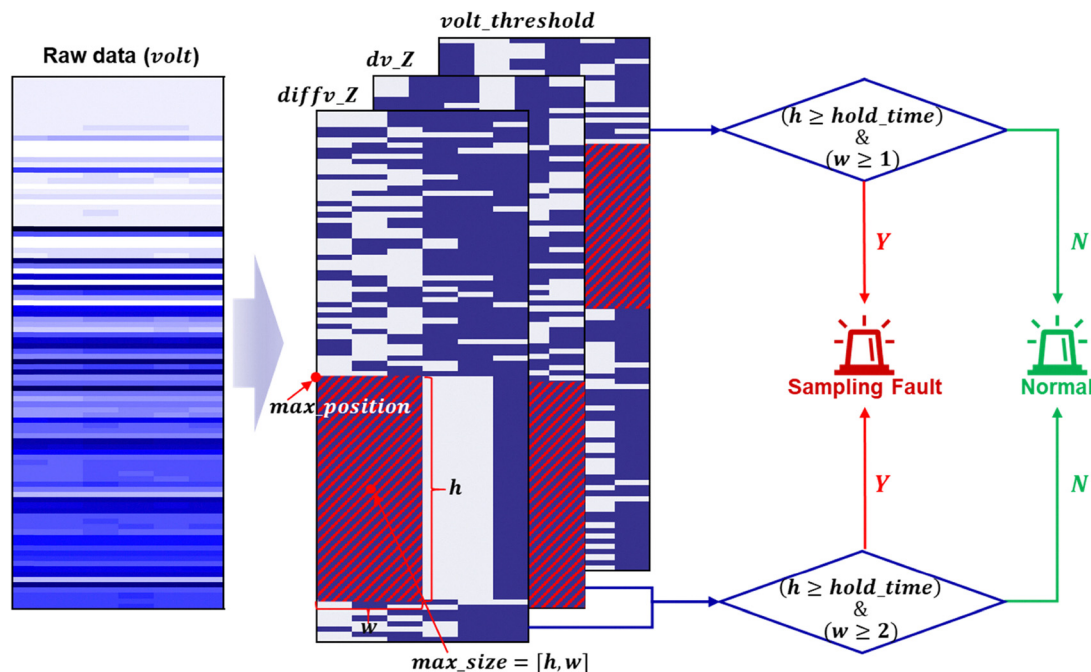 volt_threshold
Raw data (volt)
dv_Z
diffv_Z
(h ≥ hold_time)
&
(w ≥ 1)
Y
N
Sampling Fault
Normal
max_position
h
Y
N
(h ≥ hold_time)
&
(w ≥ 2)
w
max_size = [h, w]